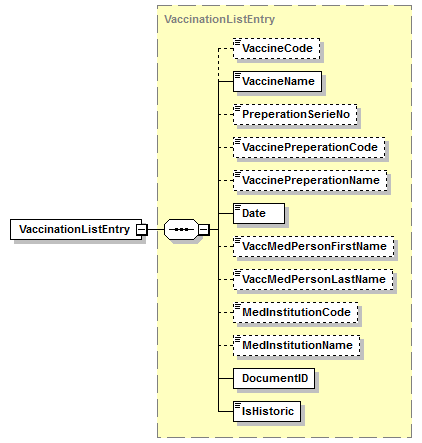 VaccinationListEntry
VaccineCode
VaccineName
PreperationSerieNo
VaccinePreperationCode
VaccinePreperationName
Date
VaccinationListEntry
VaccMedPersonFirstName
VaccMedPersonLastName
MedInstitutionCode
MedInstitutionName
DocumentID
IsHistoric